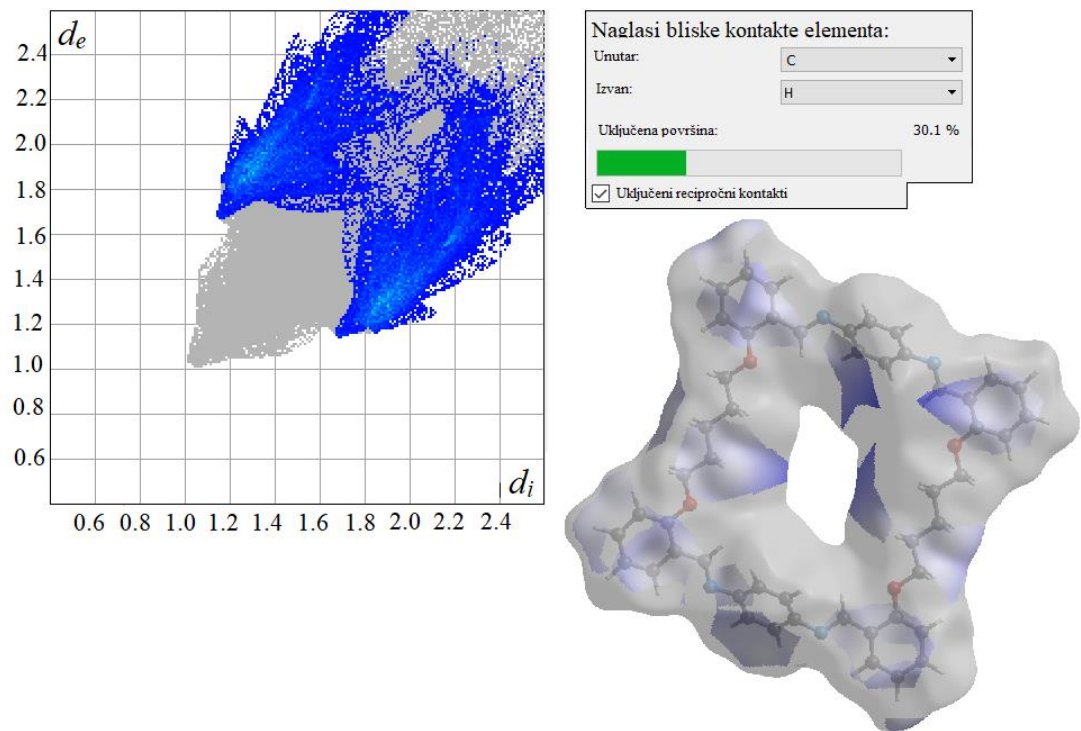 d_e
2.4
2.2
2.0
1.8
1.6
1.4
1.2
1.0
0.8
0.6
d_i
0.6 0.8 1.0 1.2 1.4 1.6 1.8 2.0 2.2 2.4
Naglasi bliske kontakte elementa:
Unutar: C
Izvan: H
Uključena površina: 30.1 %
Uključeni recipročni kontakti